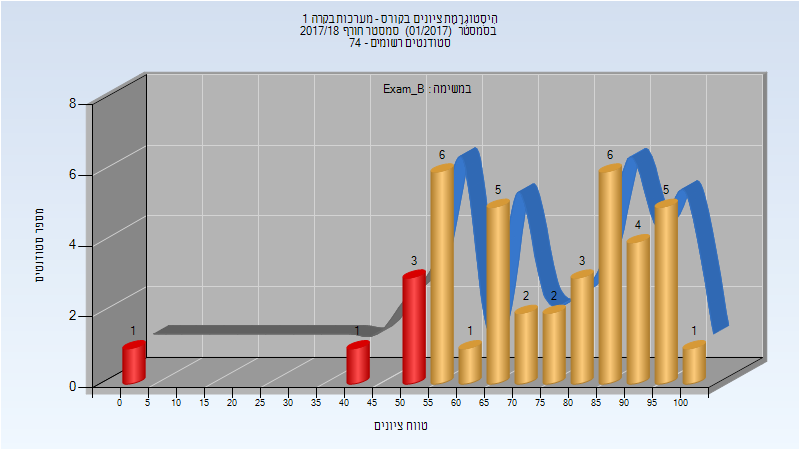 היסטוגרמת ציונים בקורס - מערכות בקרה 1
בסמסטר (01/2017) סמסטר חורף 2017/18
סטודנטים רשומים - 74
במשימה : Exam_B
מספר סטודנטים
8
6
4
2
0
1 1 3 6 1 5 2 2 3 6 4 5 1
0 5 10 15 20 25 30 35 40 45 50 55 60 65 70 75 80 85 90 95 100
טווח ציונים